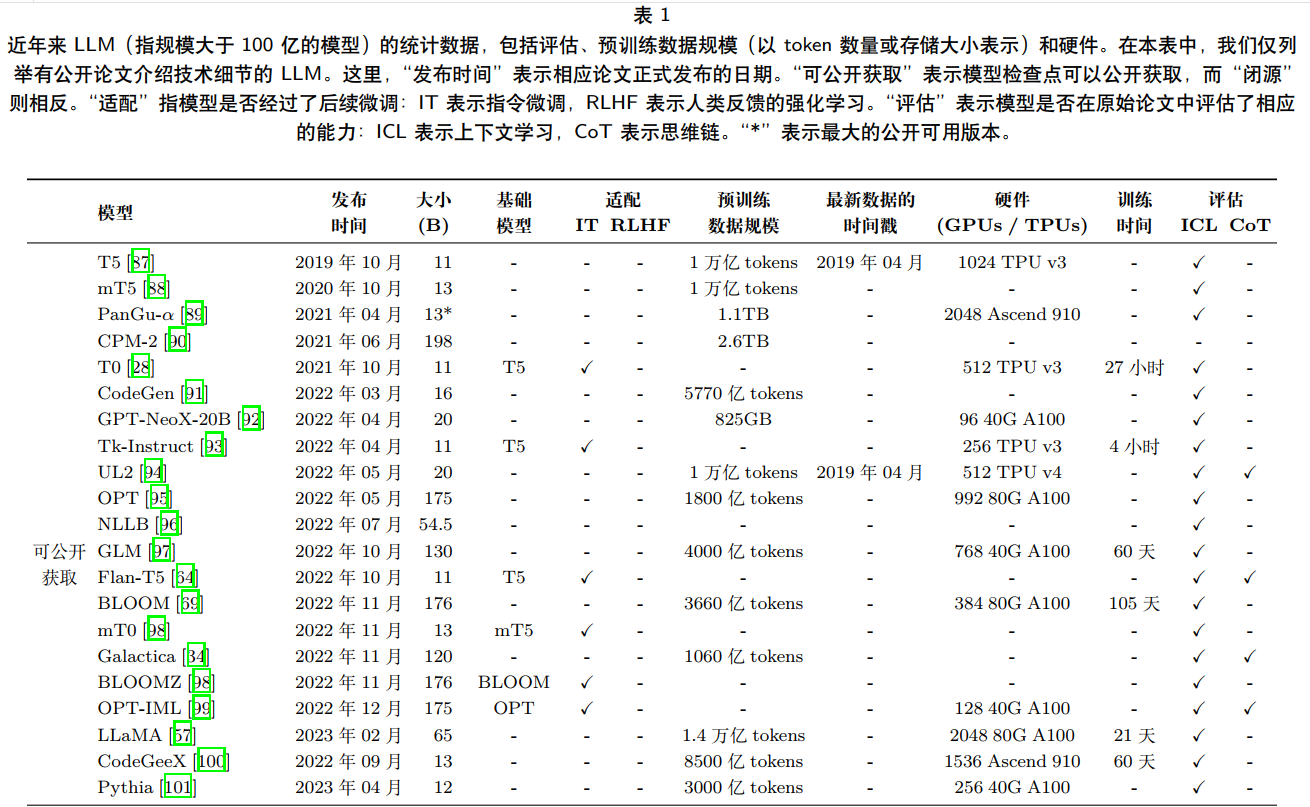 表 1
近年来 LLM（指规模大于 100 亿的模型）的统计数据，包括评估、预训练数据规模（以 token 数量或存储大小表示）和硬件。在本表中，我们仅列
举有公开论文介绍技术细节的 LLM。这里，“发布时间”表示相应论文正式发布的日期。“可公开获取”表示模型检查点可以公开获取，而“闭源”
则相反。“适配”指模型是否经过了后续微调：IT 表示指令微调，RLHF 表示人类反馈的强化学习。“评估”表示模型是否在原始论文中评估了相应
的能力：ICL 表示上下文学习，CoT 表示思维链。“*”表示最大的公开可用版本。
模型 发布时间 大小(B) 基础模型 适配 IT RLHF 预训练数据规模 最新数据的时间戳 硬件(GPUs / TPUs) 训练时间 评估 ICL CoT
可公开获取
T5 [87] 2019 年 10 月 11 - - - 1 万亿 tokens 2019 年 04 月 1024 TPU v3 - ✓ -
mT5 [88] 2020 年 10 月 13 - - - 1 万亿 tokens - - - ✓ -
PanGu-α [89] 2021 年 04 月 13* - - - 1.1TB - 2048 Ascend 910 - ✓ -
CPM-2 [90] 2021 年 06 月 198 - - - 2.6TB - - - - -
T0 [28] 2021 年 10 月 11 T5 ✓ - - - 512 TPU v3 27 小时 ✓ -
CodeGen [91] 2022 年 03 月 16 - - - 5770 亿 tokens - - - ✓ -
GPT-NeoX-20B [92] 2022 年 04 月 20 - - - 825GB - 96 40G A100 - ✓ -
Tk-Instruct [93] 2022 年 04 月 11 T5 ✓ - - - 256 TPU v3 4 小时 ✓ -
UL2 [94] 2022 年 05 月 20 - - - 1 万亿 tokens 2019 年 04 月 512 TPU v4 - ✓ ✓
OPT [95] 2022 年 05 月 175 - - - 1800 亿 tokens - 992 80G A100 - ✓ -
NLLB [96] 2022 年 07 月 54.5 - - - - - - - ✓ -
GLM [97] 2022 年 10 月 130 - - - 4000 亿 tokens - 768 40G A100 60 天 ✓ -
Flan-T5 [64] 2022 年 10 月 11 T5 ✓ - - - - - ✓ ✓
BLOOM [69] 2022 年 11 月 176 - - - 3660 亿 tokens - 384 80G A100 105 天 ✓ -
mT0 [98] 2022 年 11 月 13 mT5 ✓ - - - - - ✓ -
Galactica [34] 2022 年 11 月 120 - - - 1060 亿 tokens - - - ✓ ✓
BLOOMZ [98] 2022 年 11 月 176 BLOOM ✓ - - - - - ✓ -
OPT-IML [99] 2022 年 12 月 175 OPT ✓ - - - 128 40G A100 - ✓ ✓
LLaMA [57] 2023 年 02 月 65 - - - 1.4 万亿 tokens - 2048 80G A100 21 天 ✓ -
CodeGeeX [100] 2022 年 09 月 13 - - - 8500 亿 tokens - 1536 Ascend 910 60 天 ✓ -
Pythia [101] 2023 年 04 月 12 - - - 3000 亿 tokens - 256 40G A100 - ✓ -